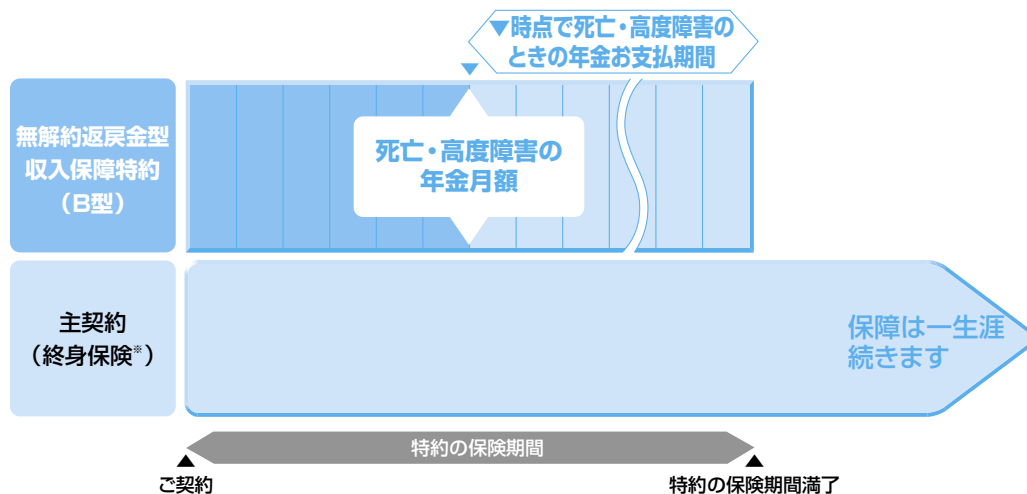 ▼時点で死亡・高度障害の
ときの年金お支払期間
無解約返戻金型
収入保障特約
（B型）
死亡・高度障害の
年金月額
主契約
（終身保険※）
保障は一生涯
続きます
特約の保険期間
ご契約
特約の保険期間満了